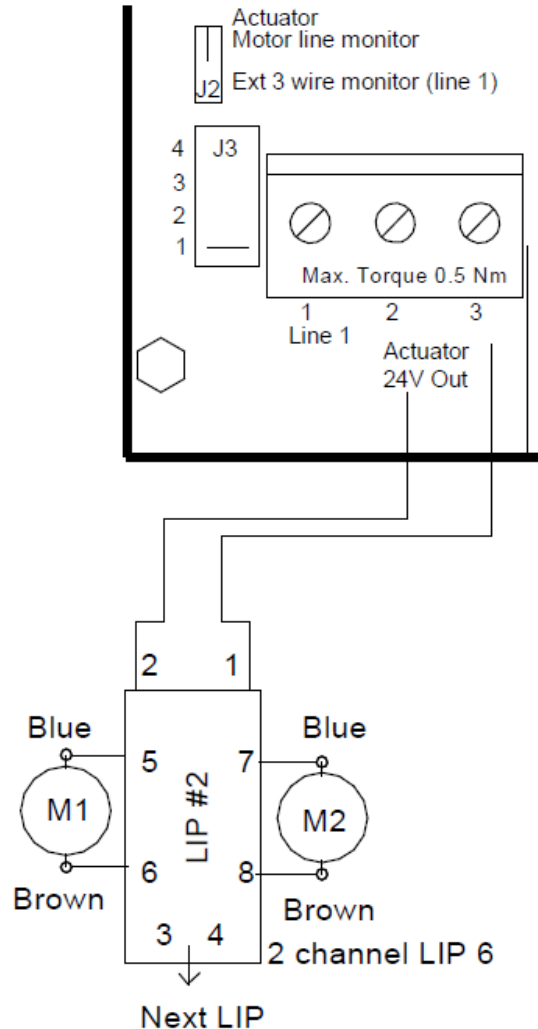 Actuator
Motor line monitor
J2 Ext 3 wire monitor (line 1)
4 J3
3
2
1
Max. Torque 0.5 Nm
1 2 3
Line 1
Actuator
24V Out
2 1
Blue Blue
5 7
M1 LIP #2 M2
6 8
Brown Brown
3 4
2 channel LIP 6
Next LIP